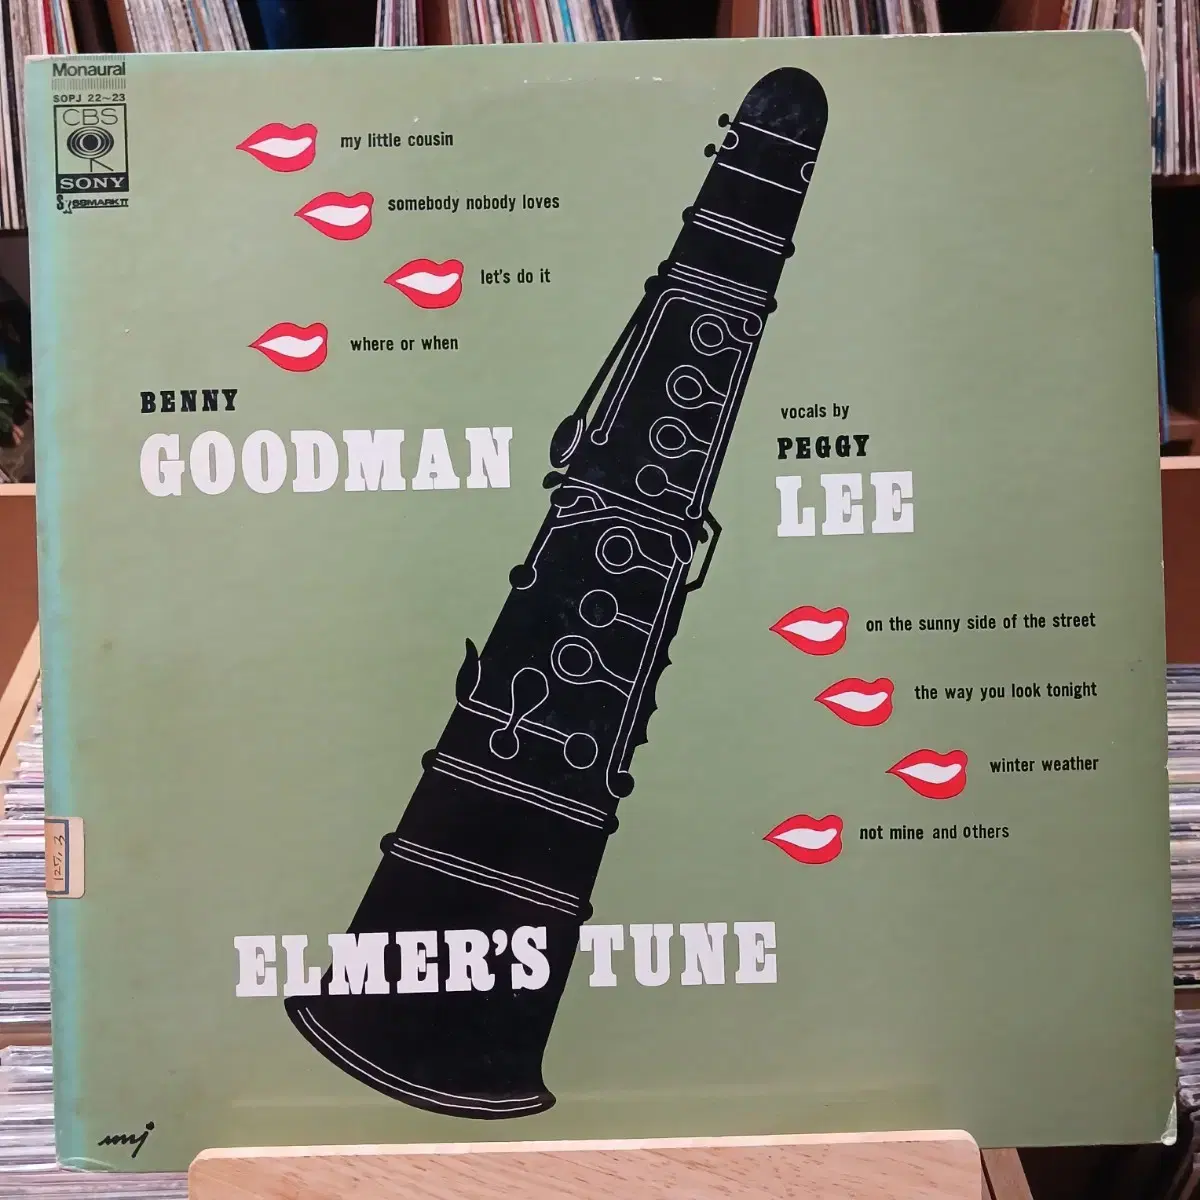 Monaural
SOPJ 22~23
CBS
SONY
my little cousin
somebody nobody loves
let's do it
where or when
BENNY
GOODMAN
vocals by
PEGGY
LEE
on the sunny side of the street
the way you look tonight
winter weather
not mine and others
ELMER'S TUNE